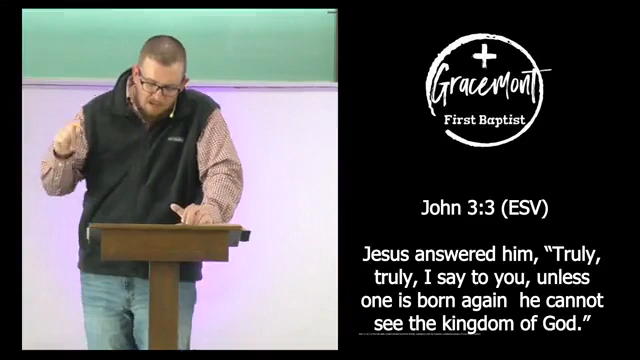 Gracemont
First Baptist
John 3:3 (ESV)
Jesus answered him, “Truly,
truly, I say to you, unless
one is born again  he cannot
see the kingdom of God.”